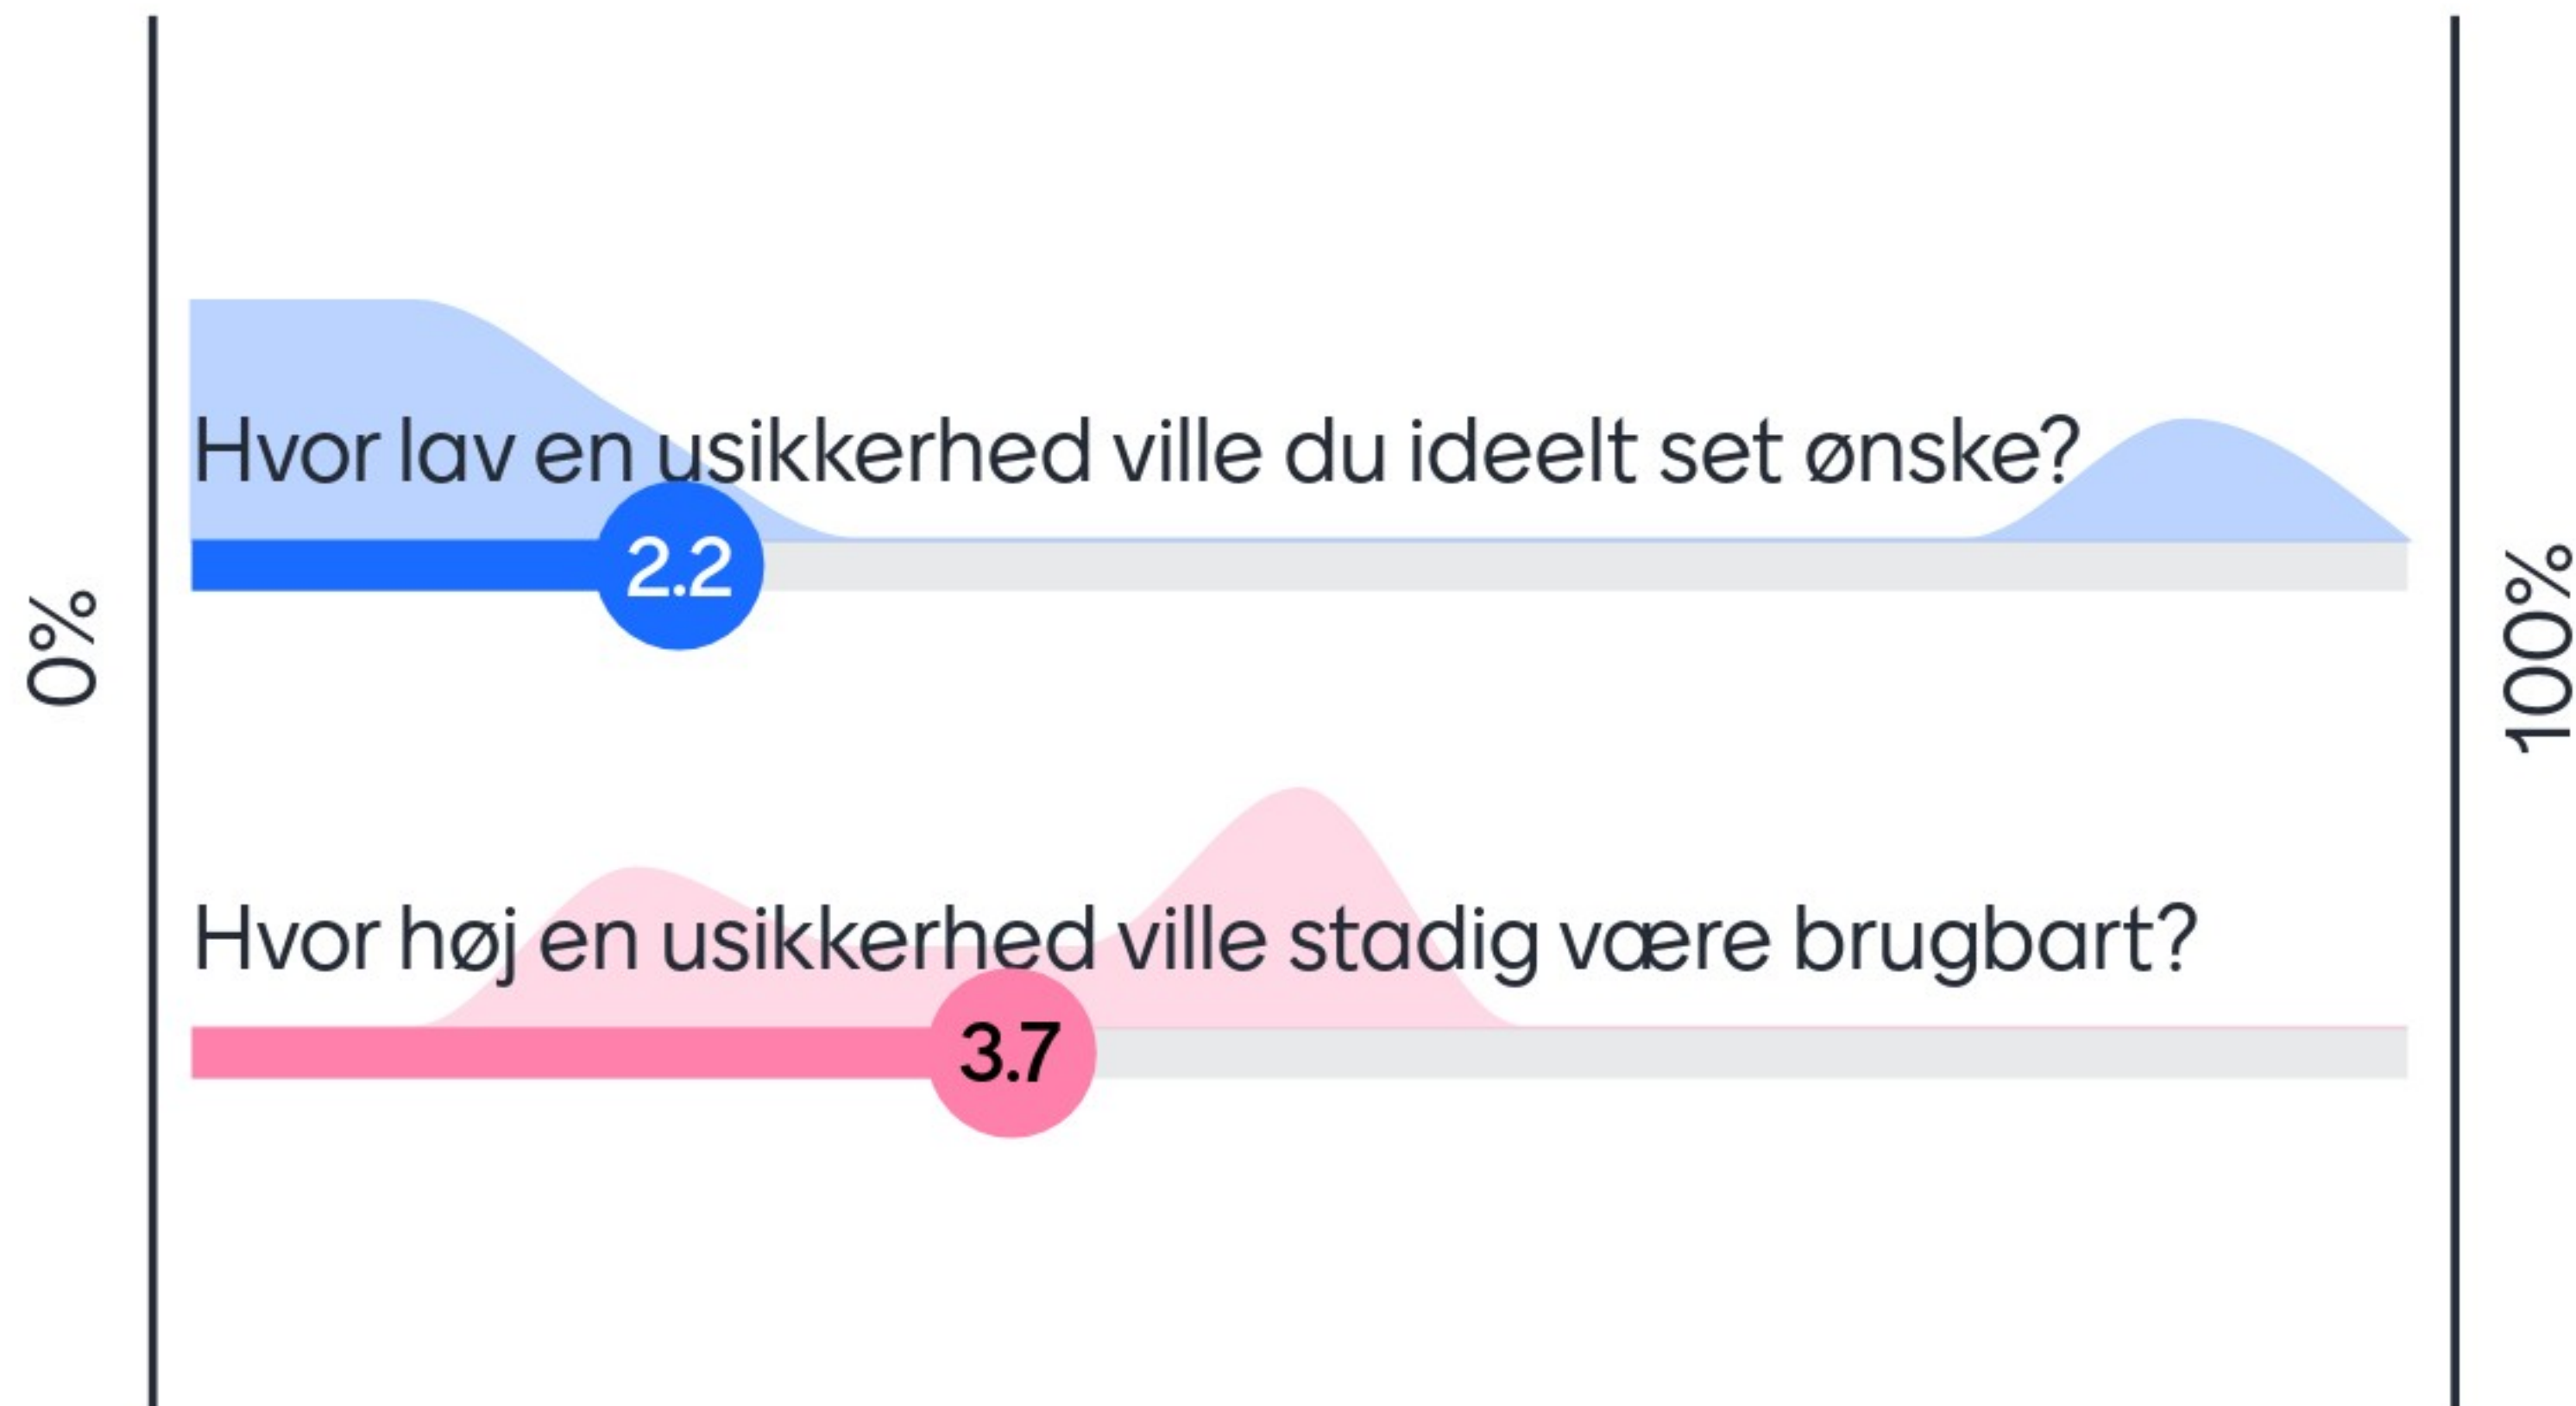 0%
Hvor lav en usikkerhed ville du ideelt set ønske?
2.2
Hvor høj en usikkerhed ville stadig være brugbart?
3.7
100%